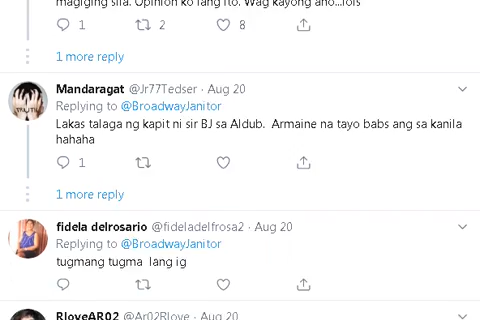 magiging sila. Opinion ko lang ito. Wag kayong ano...lols
1 2 8
1 more reply
Mandaragat @Jr77Tedser · Aug 20
Replying to @BroadwayJanitor
Lakas talaga ng kapit ni sir BJ sa Aldub.  Armaine na tayo babs ang sa kanila
hahaha
1
1 more reply
fidela delrosario @fideladelfrosa2 · Aug 20
Replying to @BroadwayJanitor
tugmang tugma  lang ig
RloveAR02 @Ar02Rlove · Aug 20